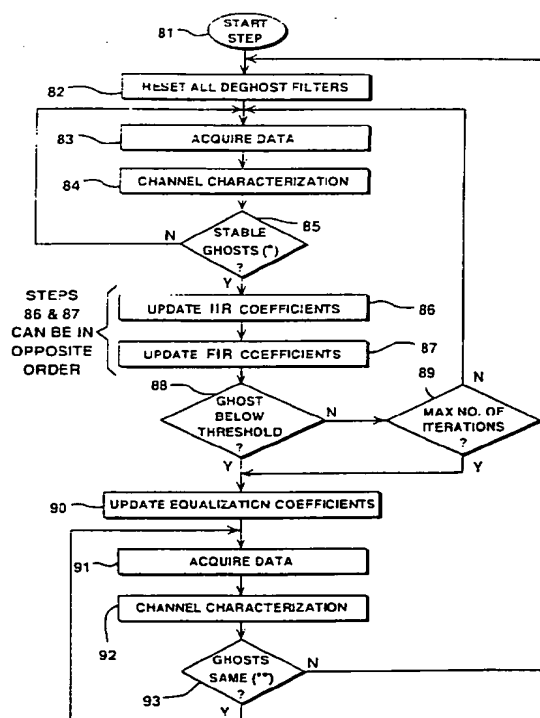 81
START
STEP
82
RESET ALL DEGHOST FILTERS
83
ACQUIRE DATA
84
CHANNEL CHARACTERIZATION
85
N
STABLE
GHOSTS (*)
?
Y
STEPS
86 & 87
CAN BE IN
OPPOSITE
ORDER
UPDATE IIR COEFFICIENTS
86
UPDATE FIR COEFFICIENTS
87
88
GHOST
BELOW
THRESHOLD
?
N
Y
89
N
MAX NO. OF
ITERATIONS
?
Y
90
UPDATE EQUALIZATION COEFFICIENTS
91
ACQUIRE DATA
92
CHANNEL CHARACTERIZATION
93
GHOSTS
SAME (**)
?
N
Y